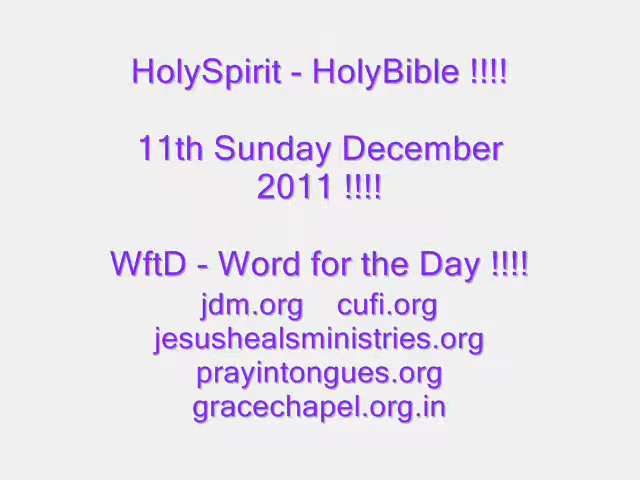 HolySpirit - HolyBible !!!!
11th Sunday December
2011 !!!!
WftD - Word for the Day !!!!
jdm.org    cufi.org
jesushealsministries.org
prayintongues.org
gracechapel.org.in